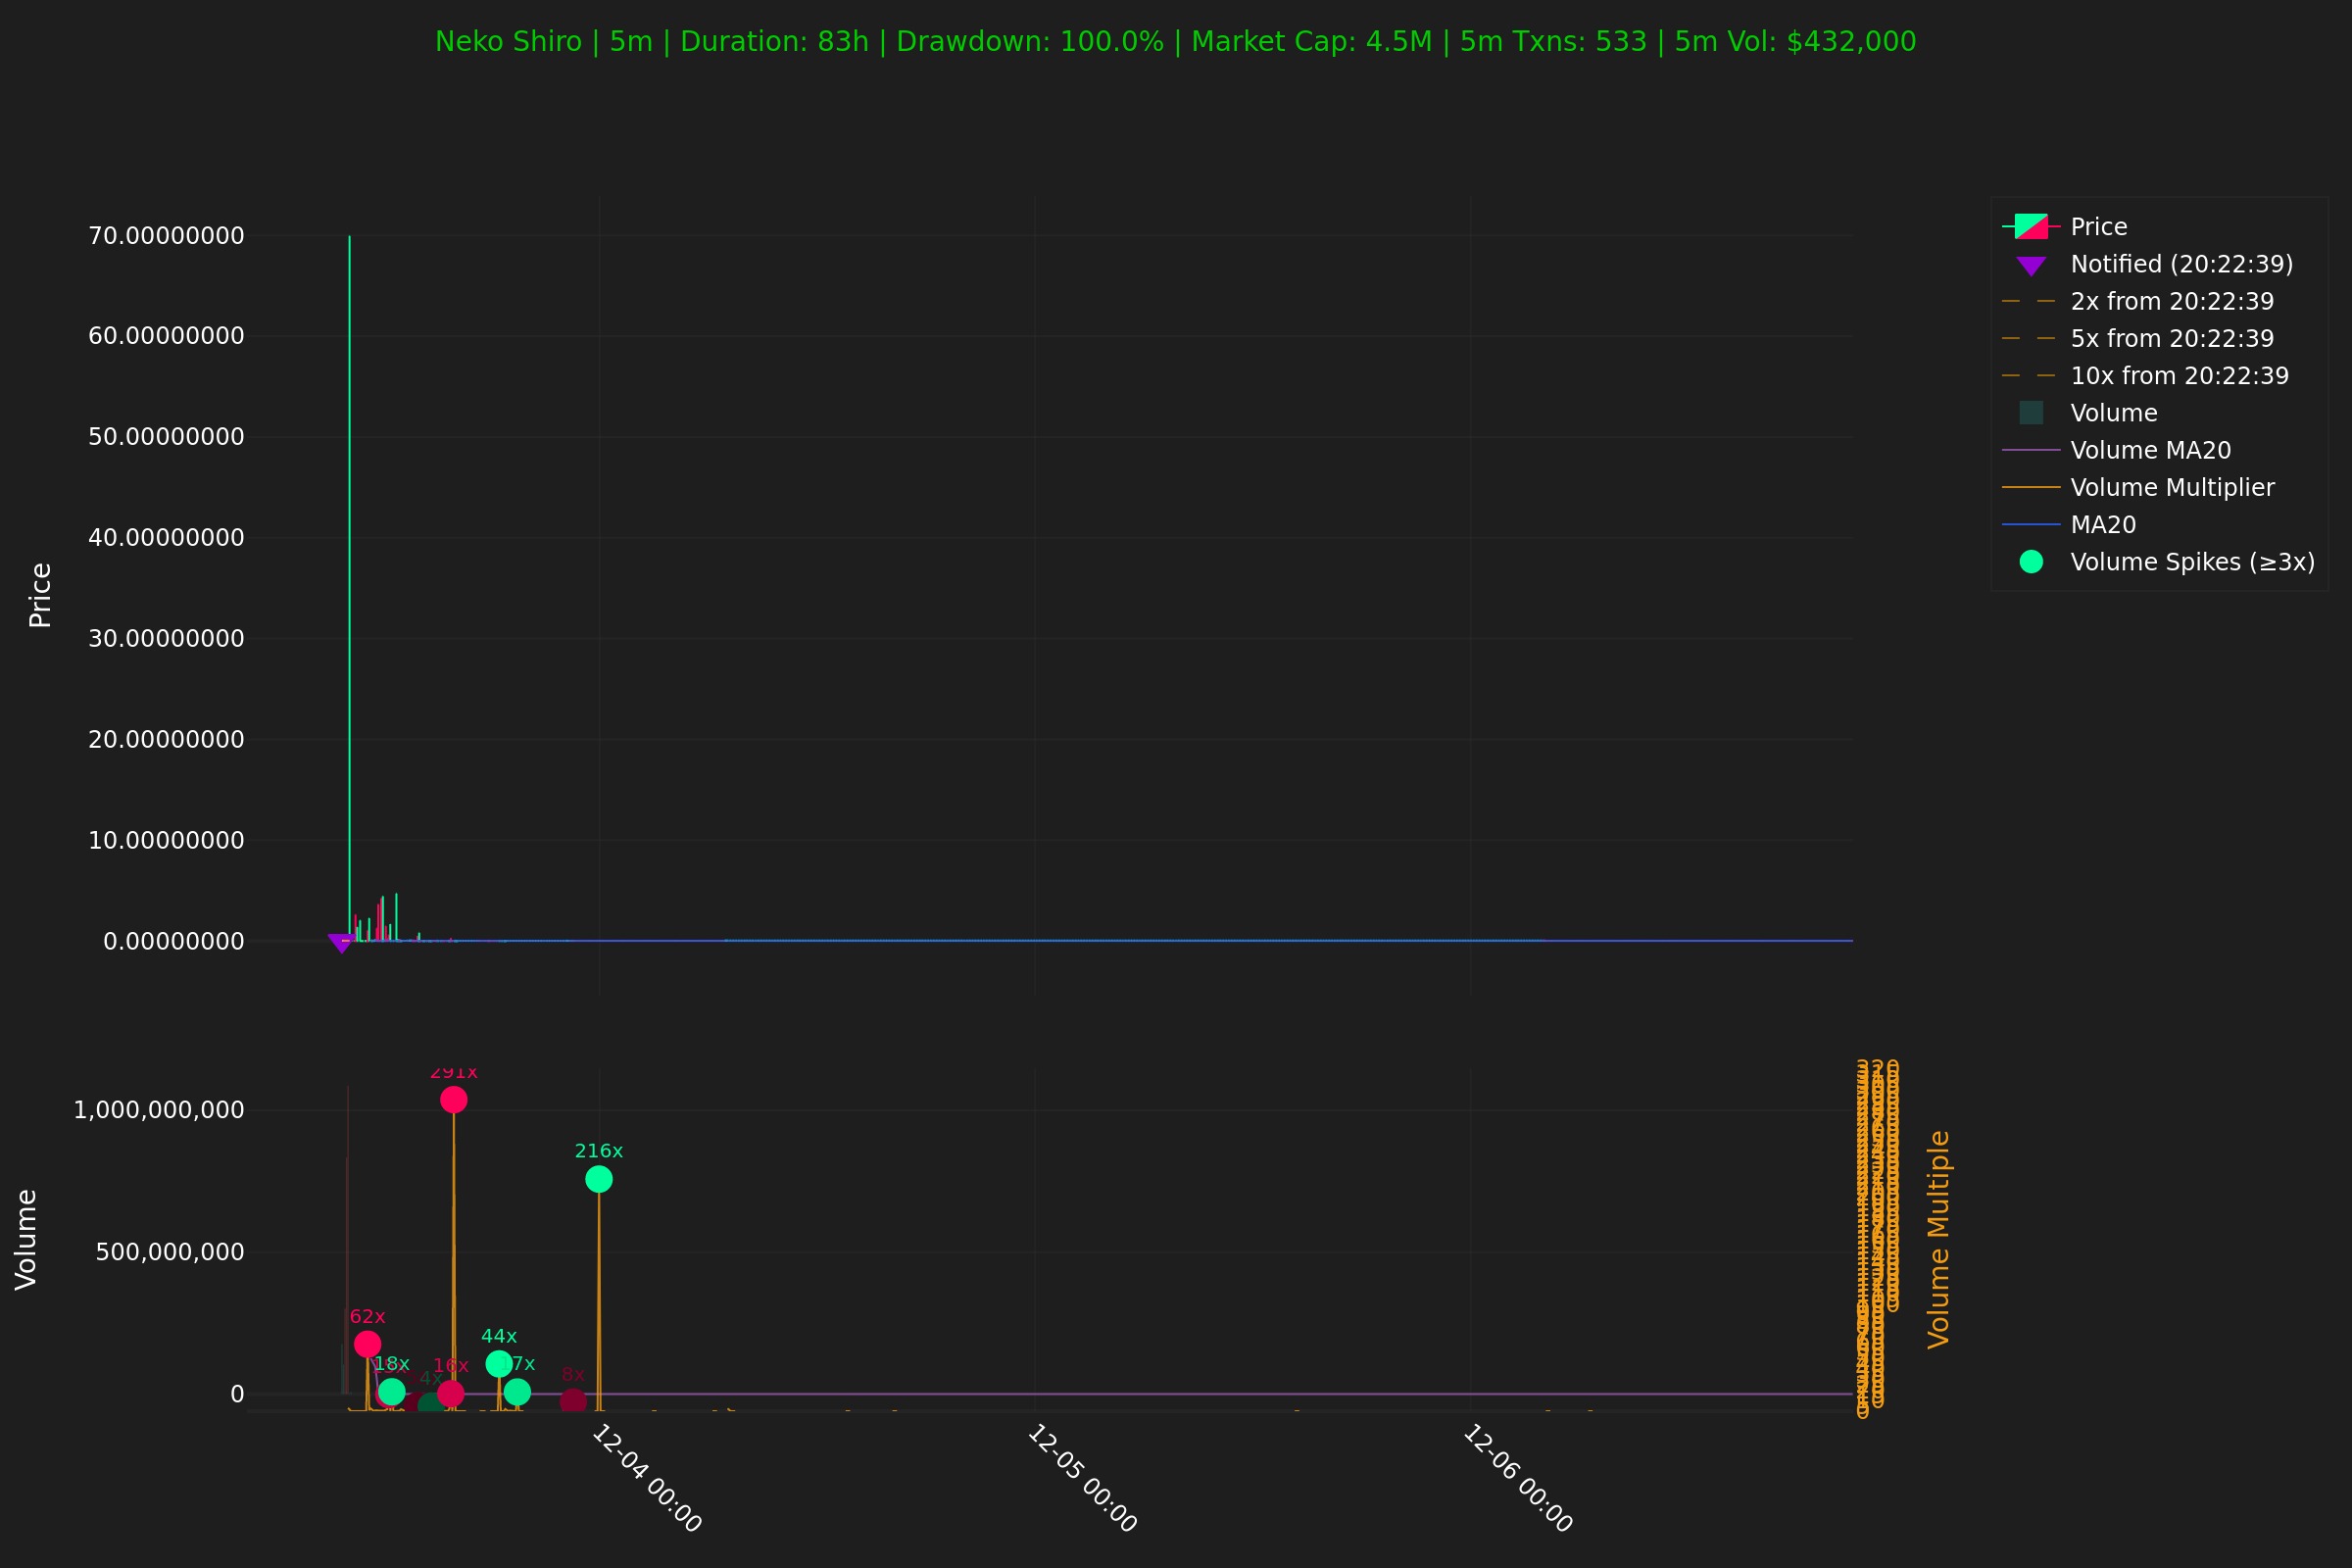 Neko Shiro | 5m | Duration: 83h | Drawdown: 100.0% | Market Cap: 4.5M | 5m Txns: 533 | 5m Vol: $432,000
Price
70.00000000
60.00000000
50.00000000
40.00000000
30.00000000
20.00000000
10.00000000
0.00000000
Price
Notified (20:22:39)
2x from 20:22:39
5x from 20:22:39
10x from 20:22:39
Volume
Volume MA20
Volume Multiplier
MA20
Volume Spikes (≥3x)
Volume
1,000,000,000
500,000,000
0
291x
216x
62x
44x
18x
4x
16x
8x
320
0
Volume Multiple
12-04 00:00
12-05 00:00
12-06 00:00